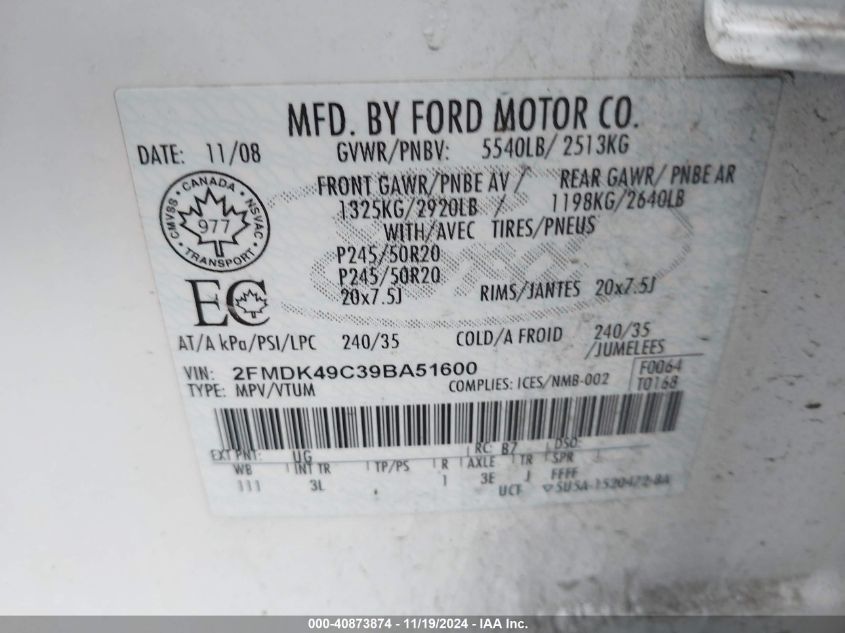 MFD. BY FORD MOTOR CO.
DATE: 11/08 GVWR/PNBV: 5540LB/ 2513KG
FRONT GAWR/PNBE AV / REAR GAWR/ PNBE AR
1325KG/2920LB / 1198KG/2640LB
WITH/AVEC TIRES/PNEUS
P245/50R20
P245/50R20
20x7.5J RIMS/JANTES 20x7.5J
CANADA
CMVSS NSVAC
977
TRANSPORT
EC
AT/A kPa/PSI/LPC 240/35 COLD/A FROID 240/35
/JUMELEES
VIN: 2FMDK49C39BA51600 F0064
TYPE: MPV/VTUM COMPLIES: ICES/NMB-002 T0168
EXT PNT: UG RC: B7 DSO:
WB INT TR TP/PS R AXLE TR SPR
111 3L . 1 3E J FFFF
UCT 5U5A-1520472-BA
000-40873874 | 11/19/2024 - IAA Inc.